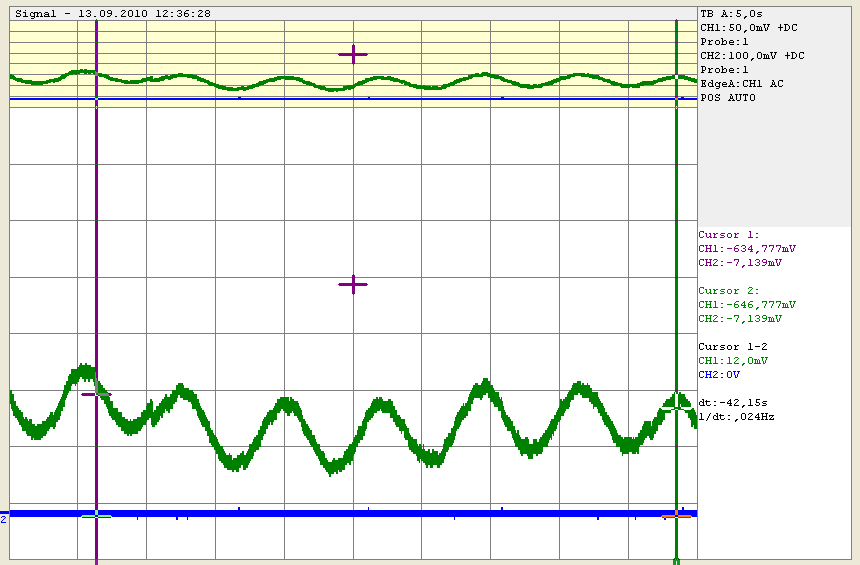 Signal - 13.09.2010 12:36:28
TB A:5,0s
CH1:50,0mV +DC
Probe:1
CH2:100,0mV +DC
Probe:1
EdgeA:CH1 AC
POS AUTO
Cursor 1:
CH1:-634,777mV
CH2:-7,139mV
Cursor 2:
CH1:-646,777mV
CH2:-7,139mV
Cursor 1-2
CH1:12,0mV
CH2:0V
dt:-42,15s
1/dt:,024Hz
2